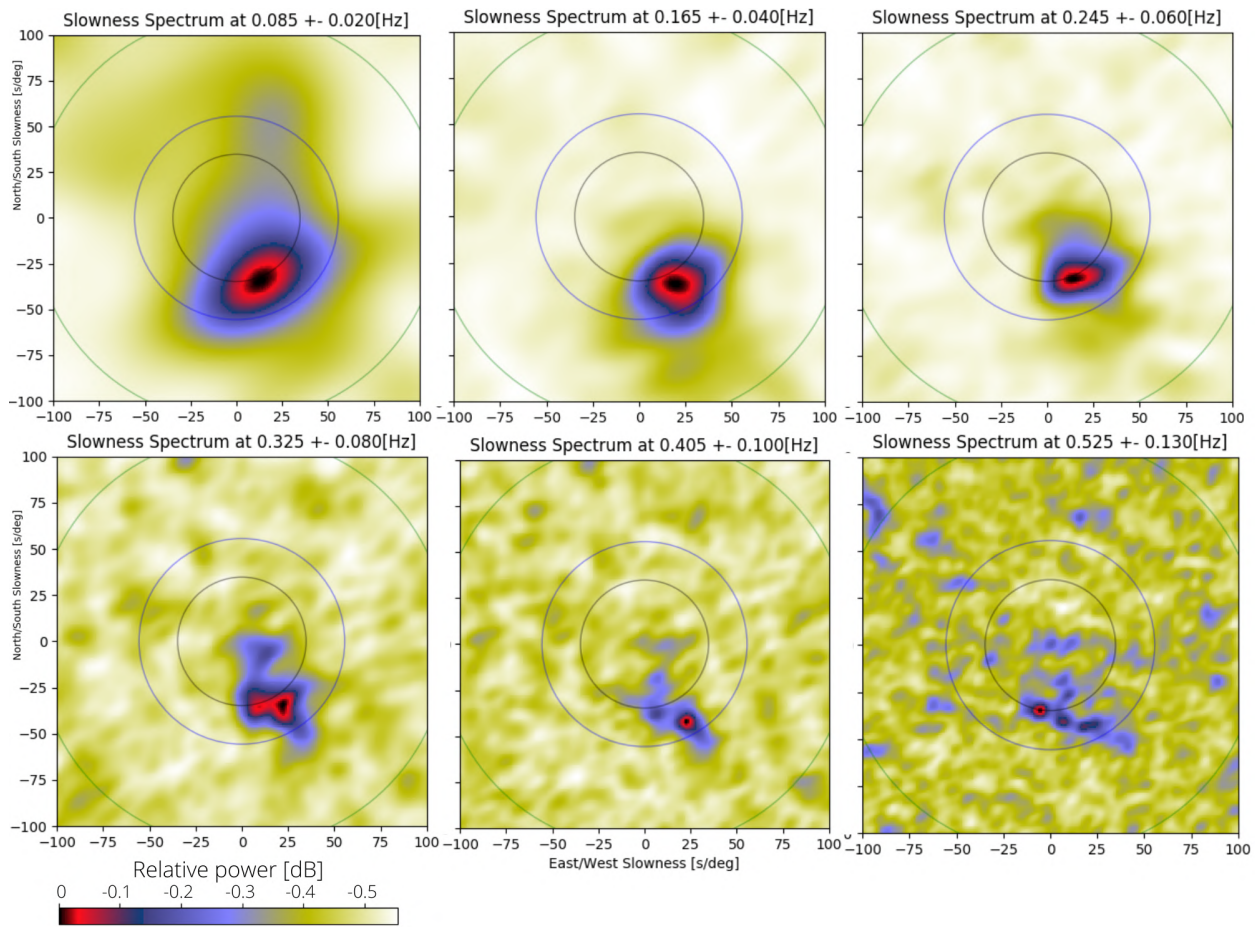 Slowness Spectrum at 0.085 +- 0.020[Hz]
Slowness Spectrum at 0.165 +- 0.040[Hz]
Slowness Spectrum at 0.245 +- 0.060[Hz]
North/South Slowness [s/deg]
100
75
50
25
0
−25
−50
−75
−100
−100 −75 −50 −25 0 25 50 75 100
−100 −75 −50 −25 0 25 50 75 100
−100 −75 −50 −25 0 25 50 75 100
Slowness Spectrum at 0.325 +- 0.080[Hz]
Slowness Spectrum at 0.405 +- 0.100[Hz]
Slowness Spectrum at 0.525 +- 0.130[Hz]
North/South Slowness [s/deg]
100
75
50
25
0
−25
−50
−75
−100
−100 −75 −50 −25 0 25 50 75 100
−100 −75 −50 −25 0 25 50 75 100
−100 −75 −50 −25 0 25 50 75 100
East/West Slowness [s/deg]
Relative power [dB]
0 -0.1 -0.2 -0.3 -0.4 -0.5